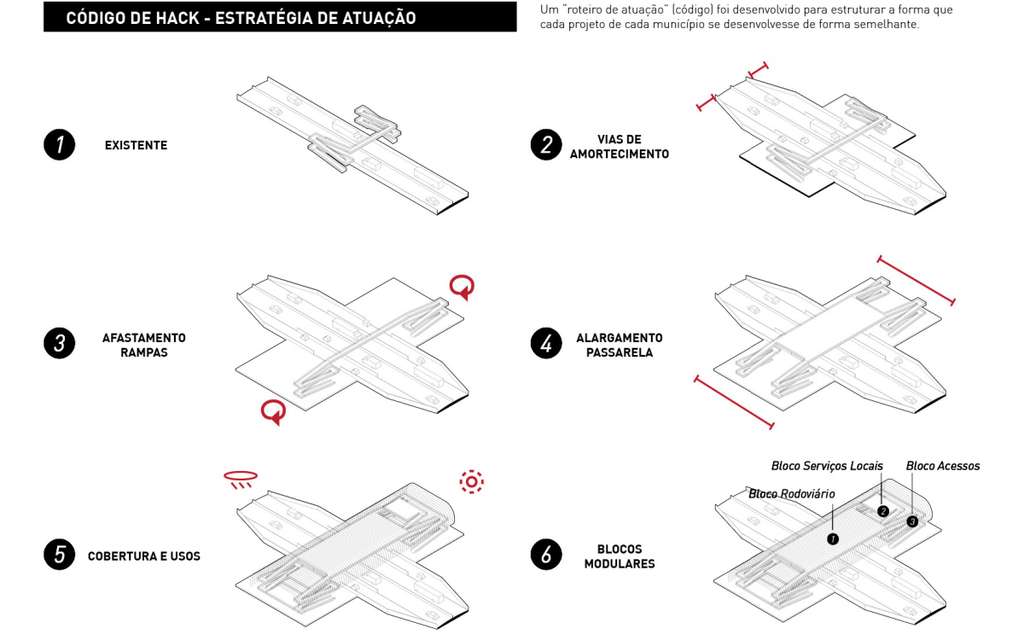 CÓDIGO DE HACK - ESTRATÉGIA DE ATUAÇÃO
Um "roteiro de atuação" (código) foi desenvolvido para estruturar a forma que
cada projeto de cada município se desenvolvesse de forma semelhante.
1
EXISTENTE
2
VIAS DE
AMORTECIMENTO
3
AFASTAMENTO
RAMPAS
4
ALARGAMENTO
PASSARELA
5
COBERTURA E USOS
6
BLOCOS
MODULARES
Bloco Serviços Locais
Bloco Acessos
Bloco Rodoviário
1
2
3